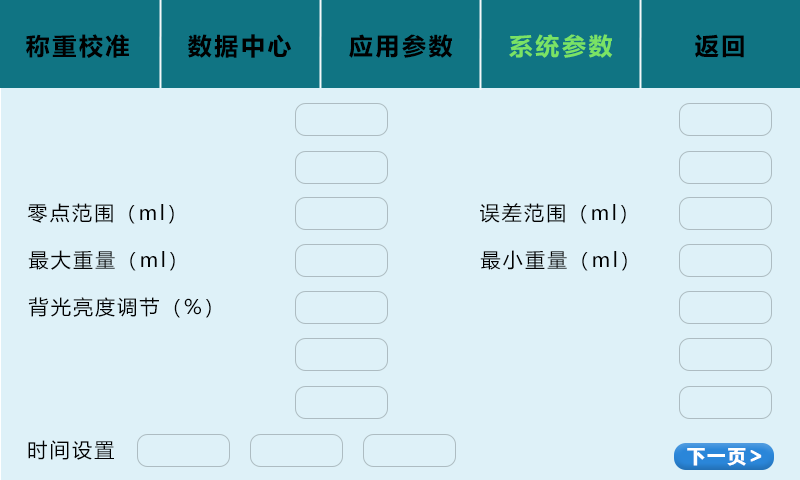 称重校准 数据中心 应用参数 系统参数 返回
零点范围（ml） 误差范围（ml）
最大重量（ml） 最小重量（ml）
背光亮度调节（%）
时间设置
下一页>